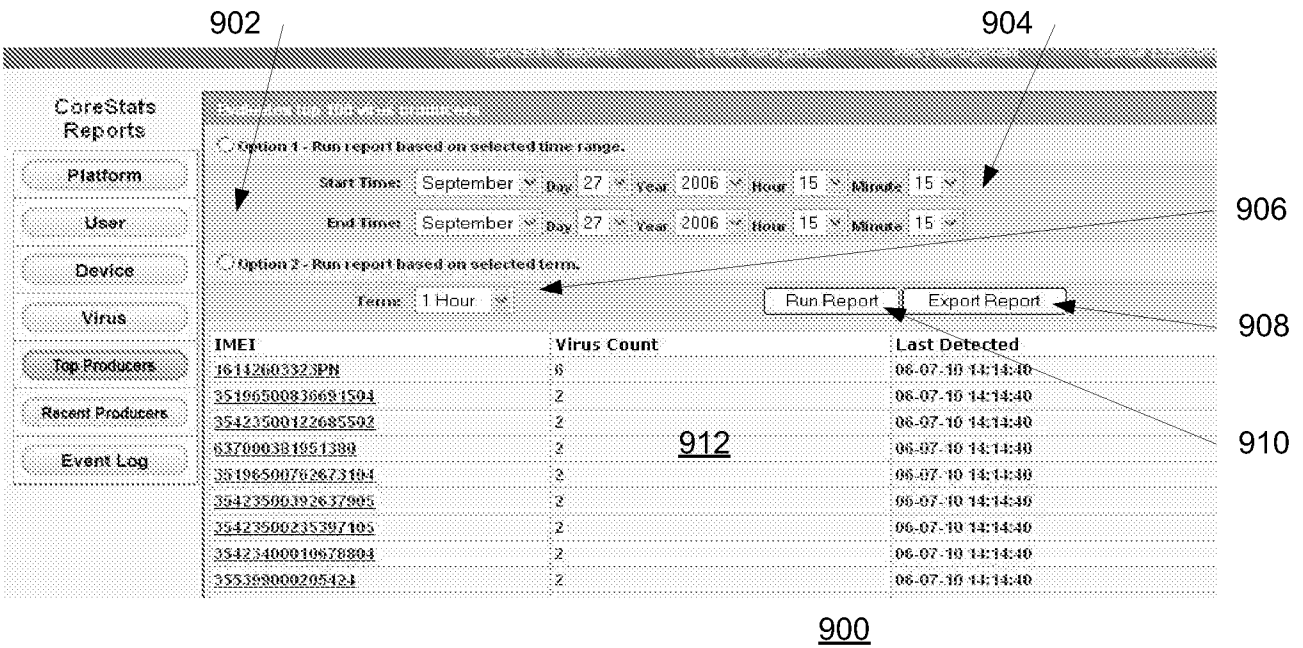 902
904
CoreStats
Reports
Platform
User
Device
Virus
Top Producers
Recent Producers
Event Log
Option 1 - Run report based on selected time range.
Start Time: September Day 27 Year 2006 Hour 15 Minute 15
End Time: September Day 27 Year 2006 Hour 15 Minute 15
Option 2 - Run report based on selected term.
Term: 1 Hour
Run Report
Export Report
906
908
910
IMEI Virus Count Last Detected
16142603323PN 6 06-07-10 14:14:40
35196500836691504 2 06-07-10 14:14:40
35423500122685502 2 06-07-10 14:14:40
637000381951380 2 06-07-10 14:14:40
35196500762673104 2 06-07-10 14:14:40
35423500392637905 2 06-07-10 14:14:40
35423500235397105 2 06-07-10 14:14:40
35423400010678804 2 06-07-10 14:14:40
355399000205424 2 06-07-10 14:14:40
912
900